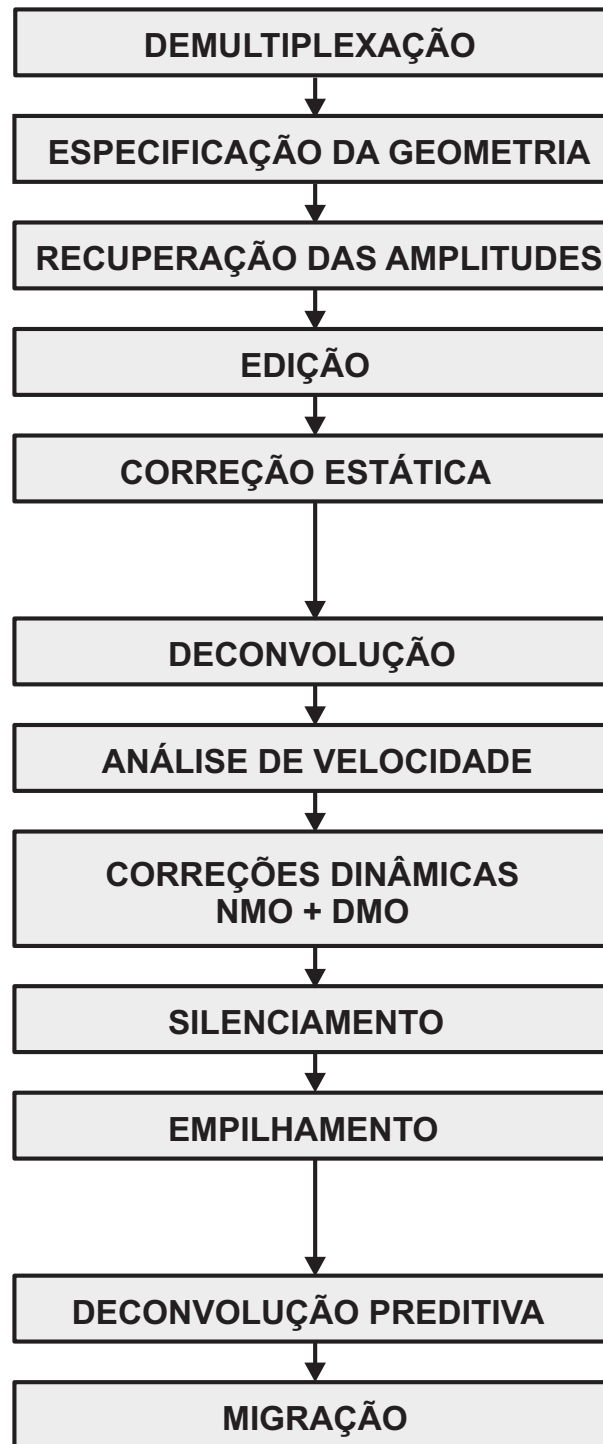 DEMULTIPLEXAÇÃO
ESPECIFICAÇÃO DA GEOMETRIA
RECUPERAÇÃO DAS AMPLITUDES
EDIÇÃO
CORREÇÃO ESTÁTICA
DECONVOLUÇÃO
ANÁLISE DE VELOCIDADE
CORREÇÕES DINÂMICAS
NMO + DMO
SILENCIAMENTO
EMPILHAMENTO
DECONVOLUÇÃO PREDITIVA
MIGRAÇÃO